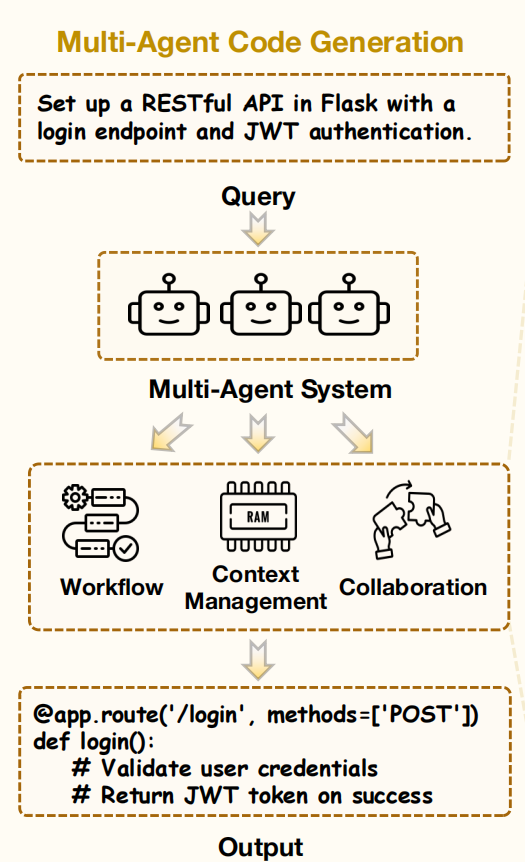 Multi-Agent Code Generation
Set up a RESTful API in Flask with a
login endpoint and JWT authentication.
Query
Multi-Agent System
RAM
Workflow
Context
Management
Collaboration
@app.route('/login', methods=['POST'])
def login():
# Validate user credentials
# Return JWT token on success
Output